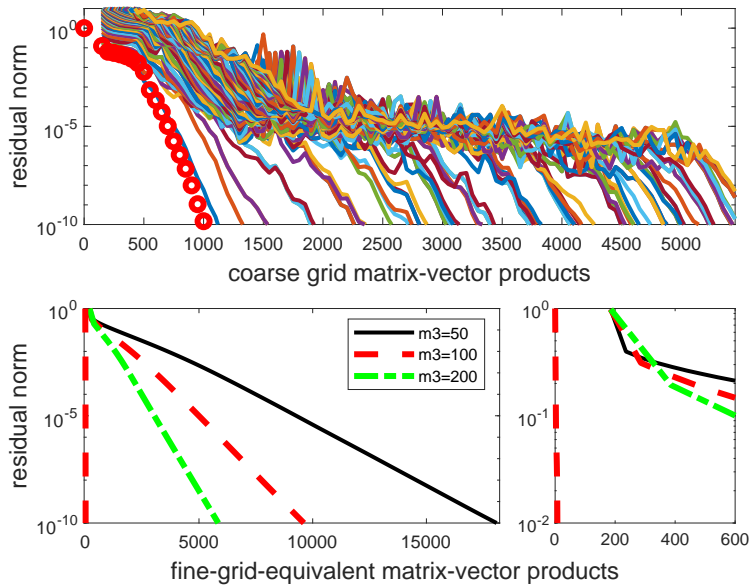 10^0
10^-5
10^-10
residual norm
0 500 1000 1500 2000 2500 3000 3500 4000 4500 5000
coarse grid matrix-vector products
10^0
10^-5
10^-10
residual norm
m3=50
m3=100
m3=200
0 5000 10000 15000
10^0
10^-1
10^-2
0 200 400 600
fine-grid-equivalent matrix-vector products